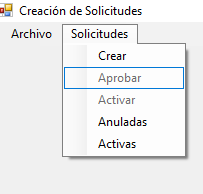 Creación de Solicitudes
Archivo Solicitudes
Crear
Aprobar
Activar
Anuladas
Activas